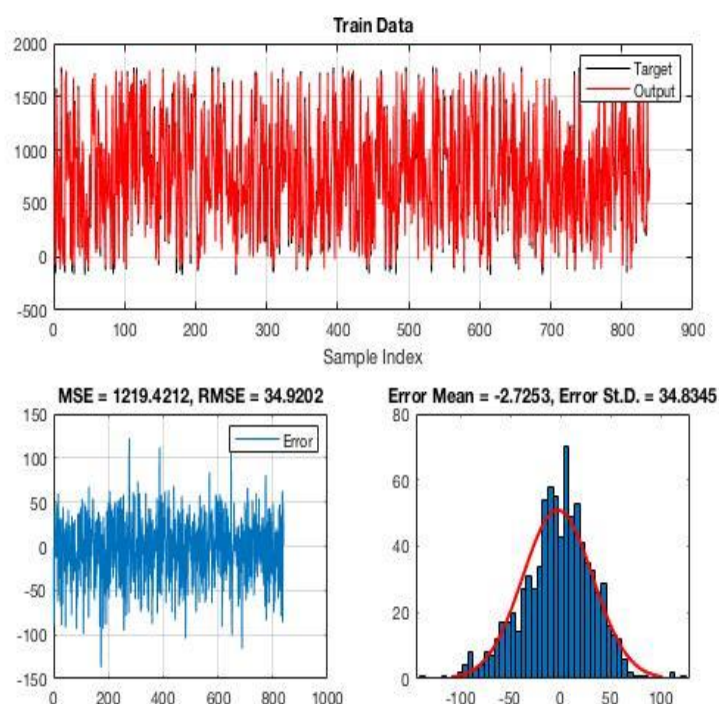 Train Data
2000
1500
1000
500
0
-500
Target
Output
0 100 200 300 400 500 600 700 800 900
Sample Index
MSE = 1219.4212, RMSE = 34.9202
150
100
50
0
-50
-100
-150
Error
0 200 400 600 800 1000
Error Mean = -2.7253, Error St.D. = 34.8345
80
60
40
20
0
-100 -50 0 50 100